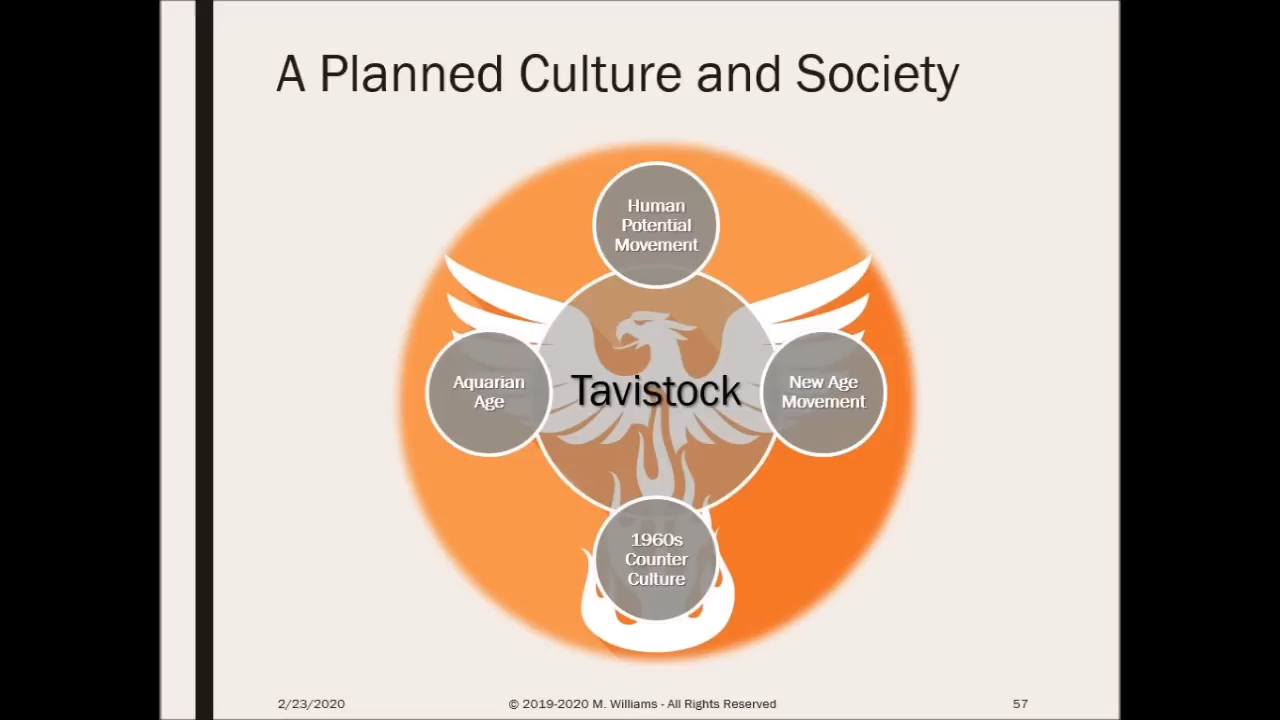 A Planned Culture and Society
Human
Potential
Movement
Aquarian
Age
Tavistock
New Age
Movement
1960s
Counter
Culture
2/23/2020
© 2019-2020 M. Williams - All Rights Reserved
57